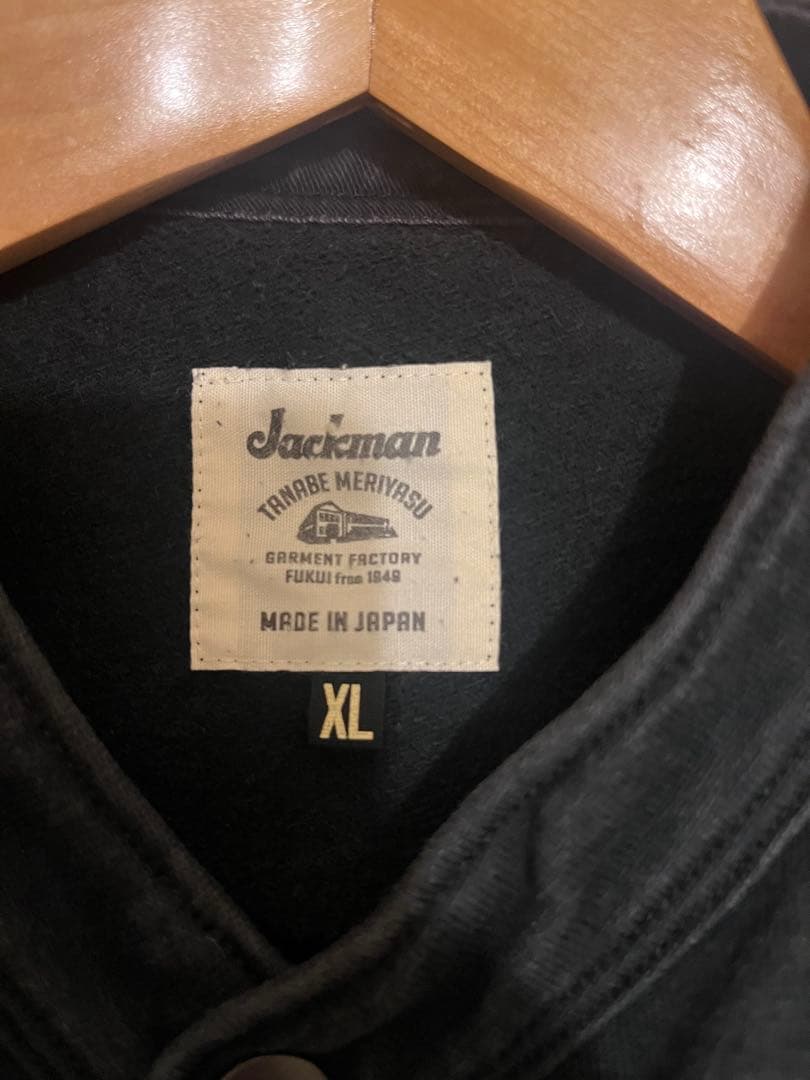 Jackman
TANABE MERIYASU
GARMENT FACTORY
FUKUI from 1949
MADE IN JAPAN
XL